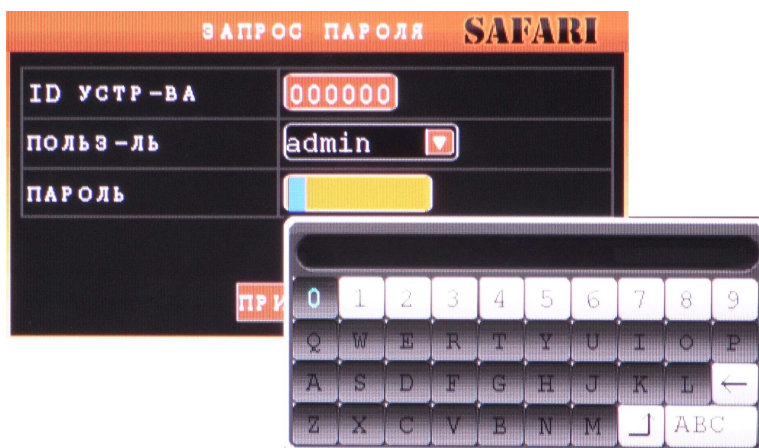 ЗАПРОС ПАРОЛЯ SAFARI
ID УСТР-ВА 000000
ПОЛЬЗ-ЛЬ admin
ПАРОЛЬ
ПРИ
0 1 2 3 4 5 6 7 8 9
Q W E R T Y U I O P
A S D F G H J K L ←
Z X C V B N M ABC